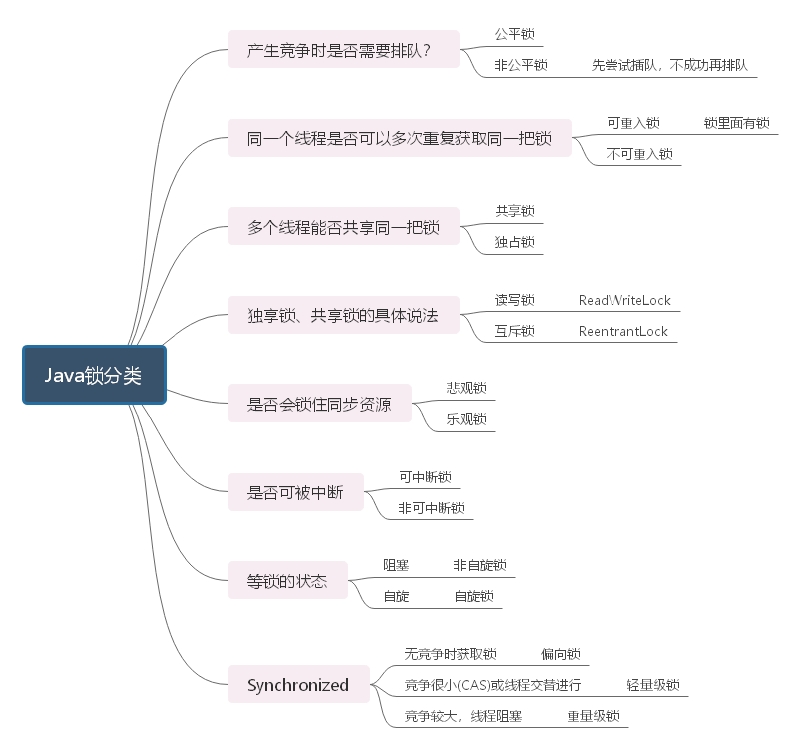 Java锁分类
产生竞争时是否需要排队？
公平锁
非公平锁 先尝试插队，不成功再排队
同一个线程是否可以多次重复获取同一把锁
可重入锁 锁里面有锁
不可重入锁
多个线程能否共享同一把锁
共享锁
独占锁
独享锁、共享锁的具体说法
读写锁 ReadWriteLock
互斥锁 ReentrantLock
是否会锁住同步资源
悲观锁
乐观锁
是否可被中断
可中断锁
非可中断锁
等锁的状态
阻塞 非自旋锁
自旋 自旋锁
Synchronized
无竞争时获取锁 偏向锁
竞争很小(CAS)或线程交替进行 轻量级锁
竞争较大，线程阻塞 重量级锁